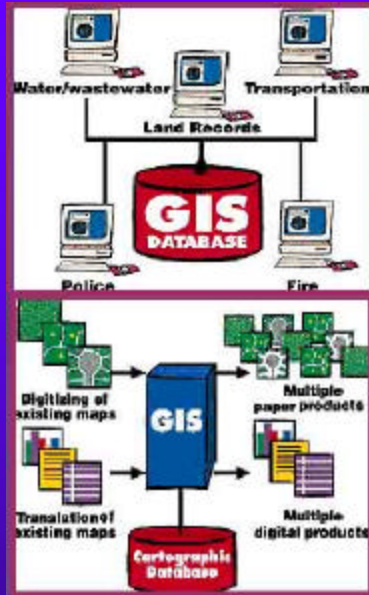 Water/wastewater
Transportation
Land Records
GIS
DATABASE
Police
Fire
Digitizing of
existing maps
GIS
Multiple
paper products
Translation of
existing maps
Multiple
digital products
Cartographic
Database